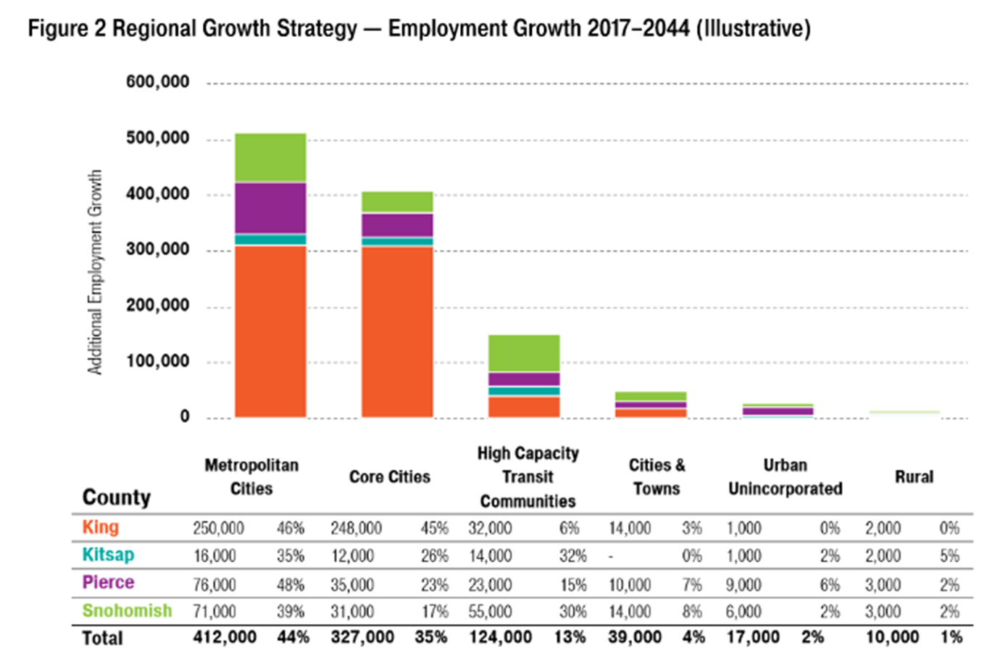 Figure 2 Regional Growth Strategy — Employment Growth 2017–2044 (Illustrative)
600,000
500,000
400,000
300,000
200,000
100,000
0
Additional Employment Growth
Metropolitan
Cities
Core Cities
High Capacity
Transit
Communities
Cities &
Towns
Urban
Unincorporated
Rural
County
King 250,000 46% 248,000 45% 32,000 6% 14,000 3% 1,000 0% 2,000 0%
Kitsap 16,000 35% 12,000 26% 14,000 32% - 0% 1,000 2% 2,000 5%
Pierce 76,000 48% 35,000 23% 23,000 15% 10,000 7% 9,000 6% 3,000 2%
Snohomish 71,000 39% 31,000 17% 55,000 30% 14,000 8% 6,000 2% 3,000 2%
Total 412,000 44% 327,000 35% 124,000 13% 39,000 4% 17,000 2% 10,000 1%